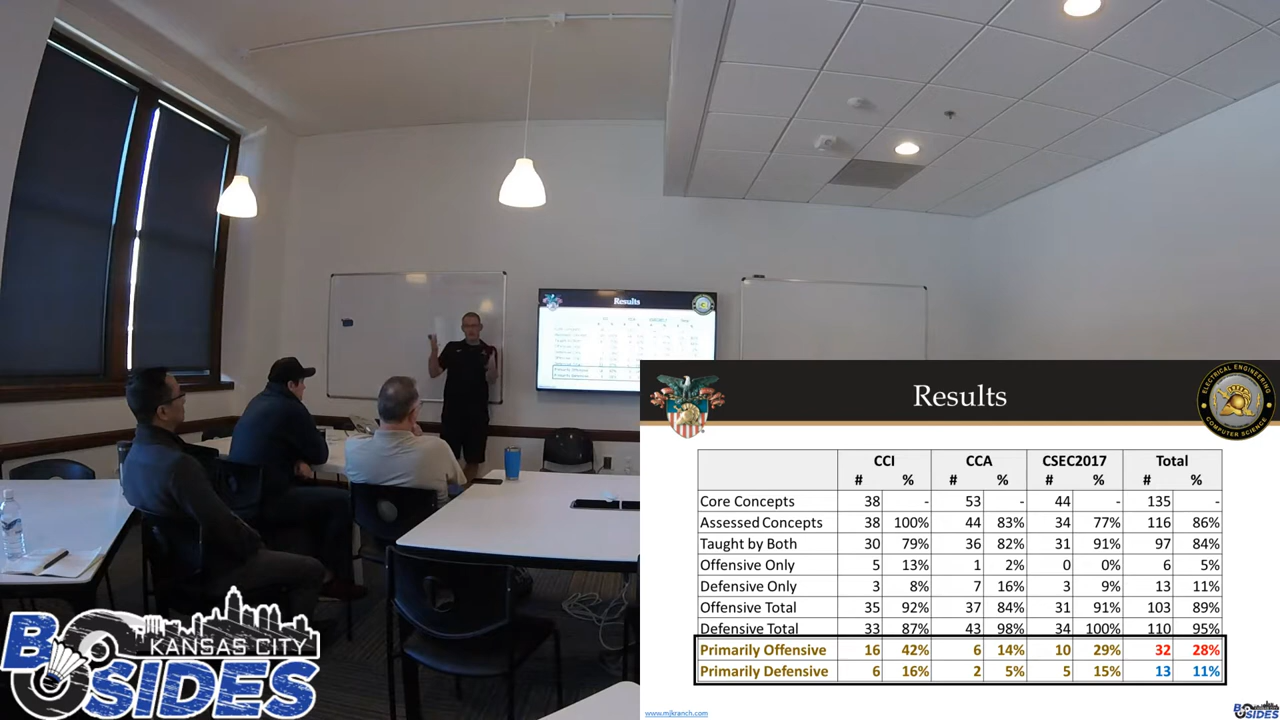 Results
Results
CCI CCA CSEC2017 Total
# % # % # % # %
Core Concepts 38 - 53 - 44 - 135 -
Assessed Concepts 38 100% 44 83% 34 77% 116 86%
Taught by Both 30 79% 36 82% 31 91% 97 84%
Offensive Only 5 13% 1 2% 0 0% 6 5%
Defensive Only 3 8% 7 16% 3 9% 13 11%
Offensive Total 35 92% 37 84% 31 91% 103 89%
Defensive Total 33 87% 43 98% 34 100% 110 95%
Primarily Offensive 16 42% 6 14% 10 29% 32 28%
Primarily Defensive 6 16% 2 5% 5 15% 13 11%
ELECTRICAL ENGINEERING
COMPUTER SCIENCE
www.mikranch.com
B SIDES
KANSAS CITY
B SIDES